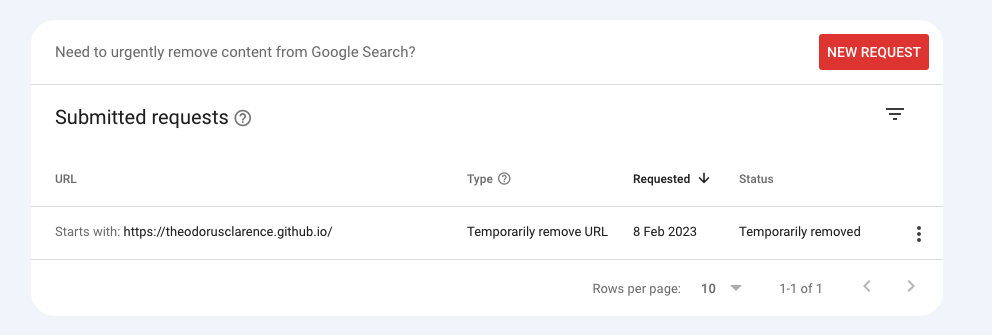 Need to urgently remove content from Google Search?
NEW REQUEST
Submitted requests
URL
Type
Requested
Status
Starts with: https://theodorusclarence.github.io/
Temporarily remove URL
8 Feb 2023
Temporarily removed
Rows per page:
10
1-1 of 1